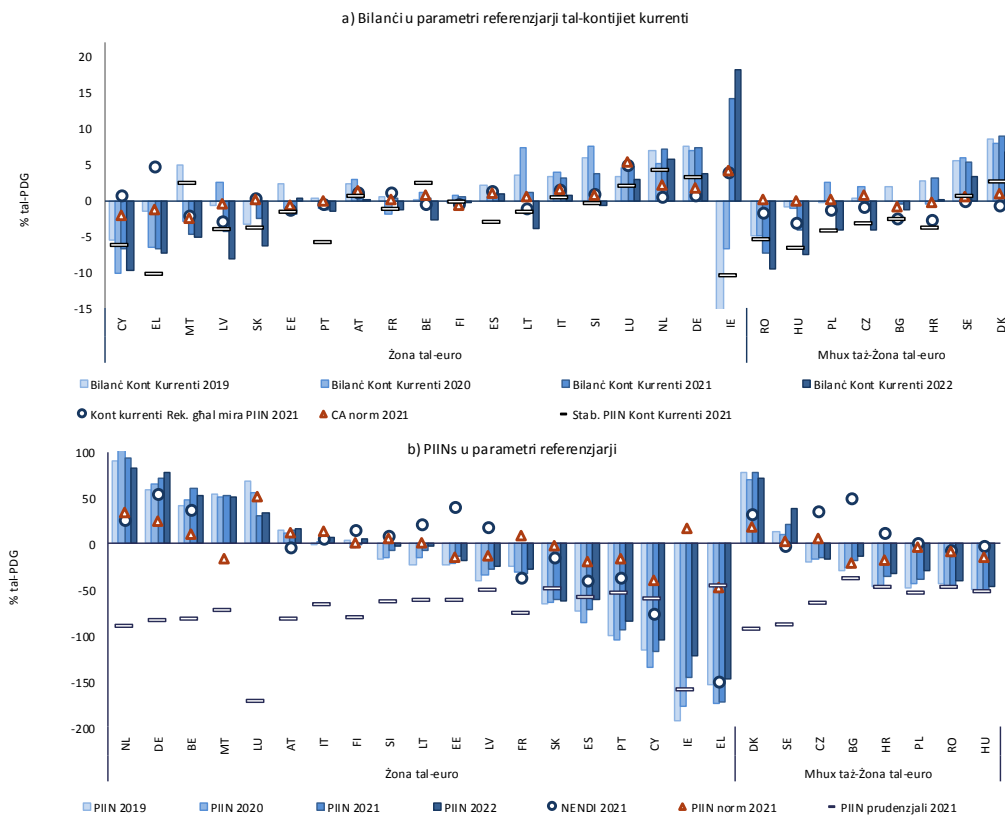 a) Bilanċi u parametri referenzjarji tal-kontijiet kurrenti
% tal-PDG
20
15
10
5
0
-5
-10
-15
CY EL MT LV SK EE PT AT FR BE FI ES LT IT SI LU NL DE IE RO HU PL CZ BG HR SE DK
Żona tal-euro Mhux taż-Żona tal-euro
Bilanċ Kont Kurrenti 2019 Bilanċ Kont Kurrenti 2020 Bilanċ Kont Kurrenti 2021 Bilanċ Kont Kurrenti 2022
Kont kurrenti Rek. għal mira PIIN 2021 CA norm 2021 Stab. PIIN Kont Kurrenti 2021
b) PIINs u parametri referenzjarji
% tal-PDG
100
50
0
-50
-100
-150
-200
NL DE BE MT LU AT IT FI SI LT EE LV FR SK ES PT CY IE EL DK SE CZ BG HR PL RO HU
Żona tal-euro Mhux taż-Żona tal-euro
PIIN 2019 PIIN 2020 PIIN 2021 PIIN 2022 NENDI 2021 PIIN norm 2021 PIIN prudenzjali 2021